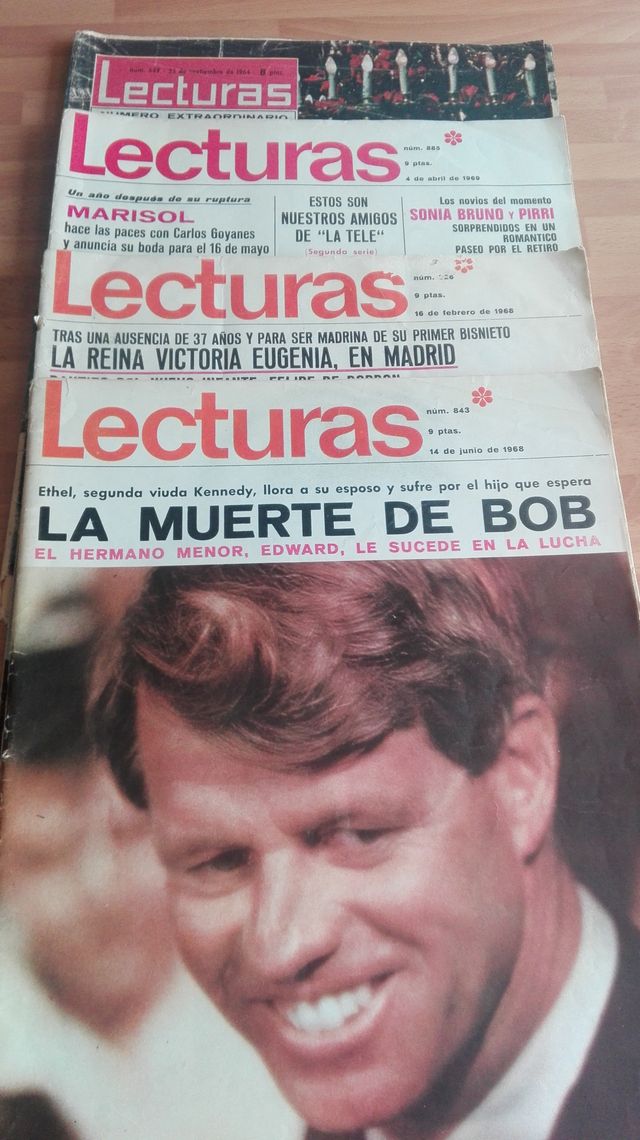 Lecturas
de 1964 - 8 ptas.
NUMERO EXTRAORDINARIO
Lecturas
núm. 885
9 ptas.
4 de abril de 1969
Un año después de su ruptura
MARISOL
hace las paces con Carlos Goyanes
y anuncia su boda para el 16 de mayo
ESTOS SON
NUESTROS AMIGOS
DE "LA TELE"
(Segunda serie)
Los novios del momento
SONIA BRUNO Y PIRRI
SORPRENDIDOS EN UN
ROMANTICO
PASEO POR EL RETIRO
Lecturas
núm.
9 ptas.
16 de febrero de 1968
TRAS UNA AUSENCIA DE 37 AÑOS Y PARA SER MADRINA DE SU PRIMER BISNIETO
LA REINA VICTORIA EUGENIA, EN MADRID
Lecturas
núm. 843
9 ptas.
14 de junio de 1968
Ethel, segunda viuda Kennedy, llora a su esposo y sufre por el hijo que espera
LA MUERTE DE BOB
EL HERMANO MENOR, EDWARD, LE SUCEDE EN LA LUCHA